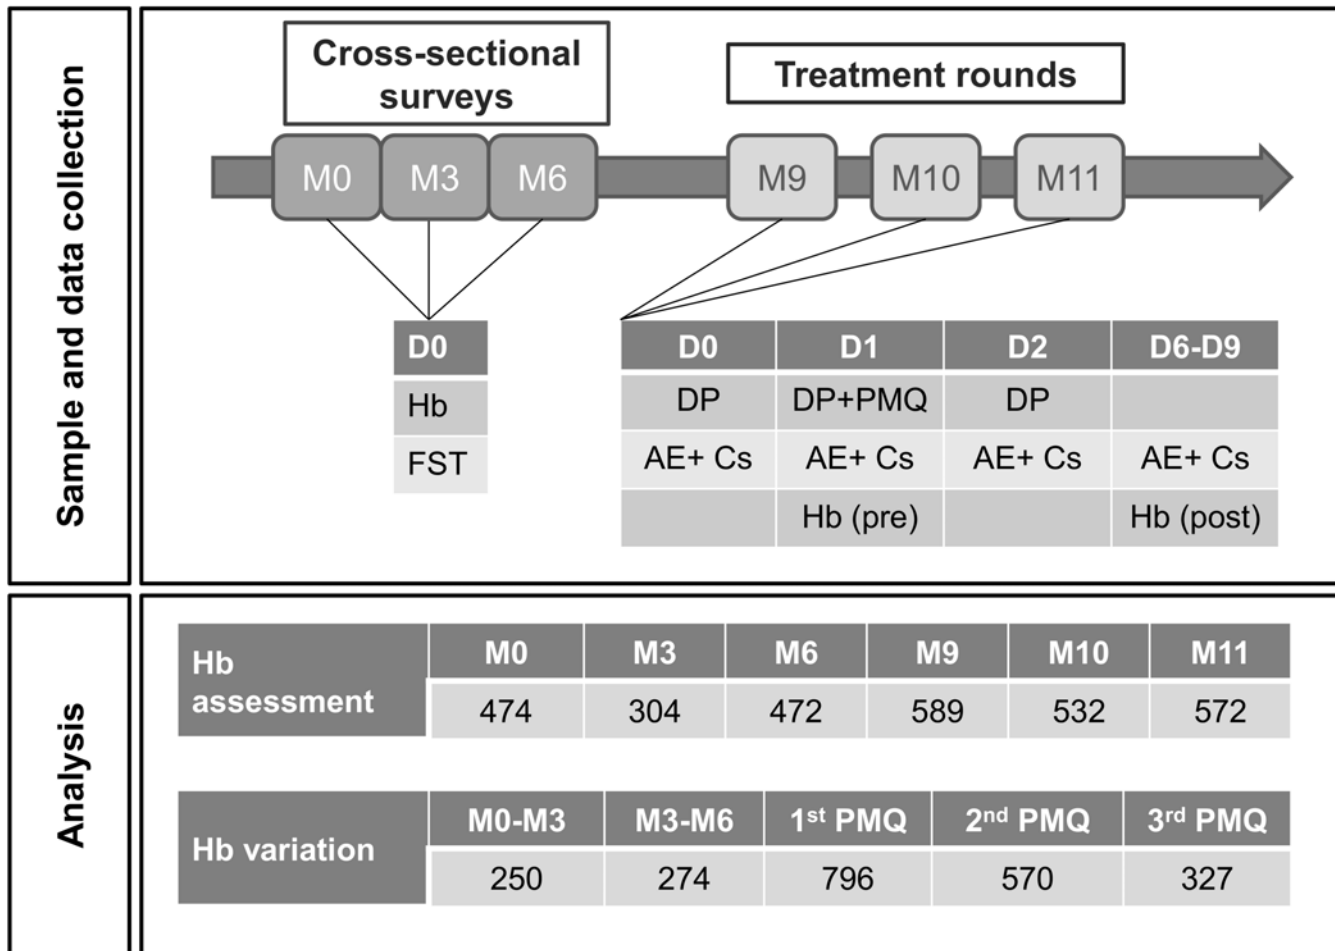 Sample and data collection
Cross-sectional
surveys
Treatment rounds
M0 M3 M6 M9 M10 M11
D0
Hb
FST
D0 D1 D2 D6-D9
DP DP+PMQ DP
AE+ Cs AE+ Cs AE+ Cs AE+ Cs
Hb (pre) Hb (post)
Analysis
Hb
assessment
M0 M3 M6 M9 M10 M11
474 304 472 589 532 572
Hb variation
M0-M3 M3-M6 1st PMQ 2nd PMQ 3rd PMQ
250 274 796 570 327